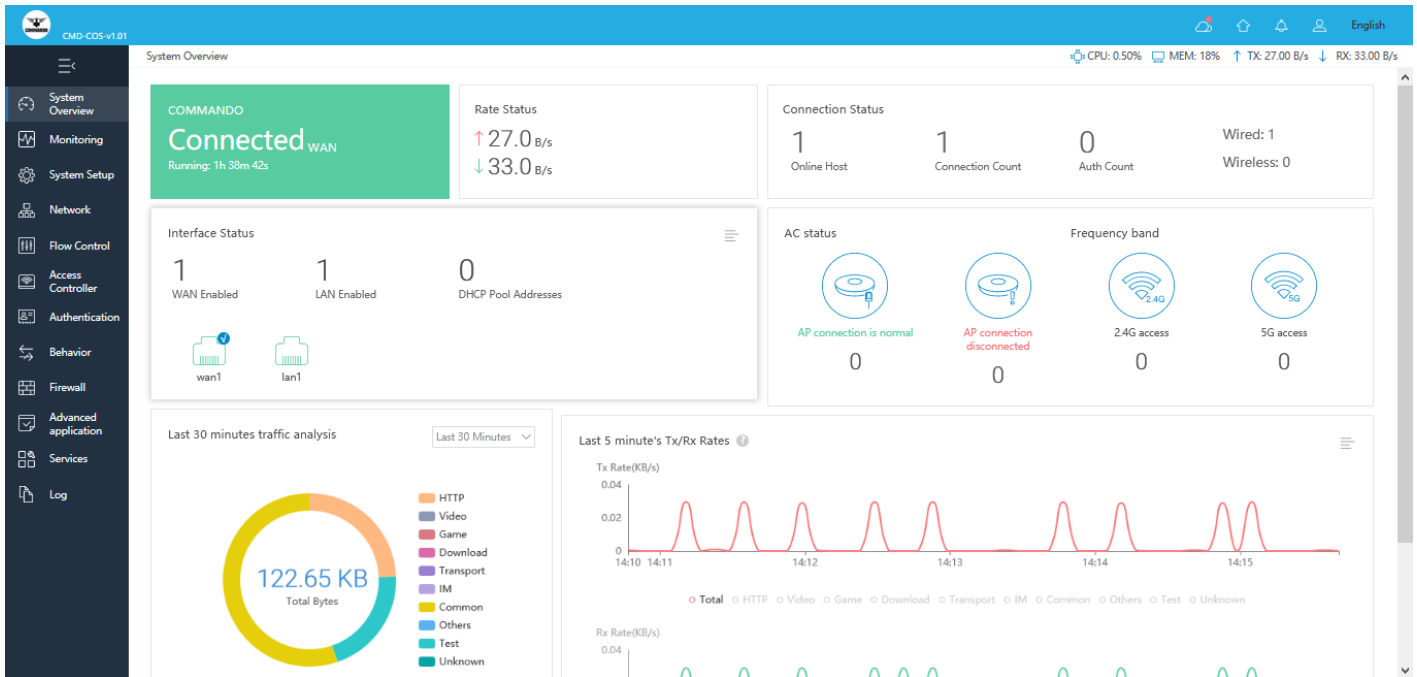 COMMANDO
CMD-COS-v1.01
English
System Overview
CPU: 0.50% MEM: 18% ↑ TX: 27.00 B/s ↓ RX: 33.00 B/s
System
Overview
Monitoring
System Setup
Network
Flow Control
Access
Controller
Authentication
Behavior
Firewall
Advanced
application
Services
Log
COMMANDO
Connected WAN
Running: 1h 38m 42s
Rate Status
↑ 27.0 B/s
↓ 33.0 B/s
Connection Status
1
Online Host
1
Connection Count
0
Auth Count
Wired: 1
Wireless: 0
Interface Status
1
WAN Enabled
1
LAN Enabled
0
DHCP Pool Addresses
wan1
lan1
AC status
Frequency band
2.4G
5G
AP connection is normal
0
AP connection
disconnected
0
2.4G access
0
5G access
0
Last 30 minutes traffic analysis
Last 30 Minutes
122.65 KB
Total Bytes
HTTP
Video
Game
Download
Transport
IM
Common
Others
Test
Unknown
Last 5 minute's Tx/Rx Rates ?
Tx Rate(KB/s)
0.04
0.02
0
14:10 14:11 14:12 14:13 14:14 14:15
Total HTTP Video Game Download Transport IM Common Others Test Unknown
Rx Rate(KB/s)
0.04